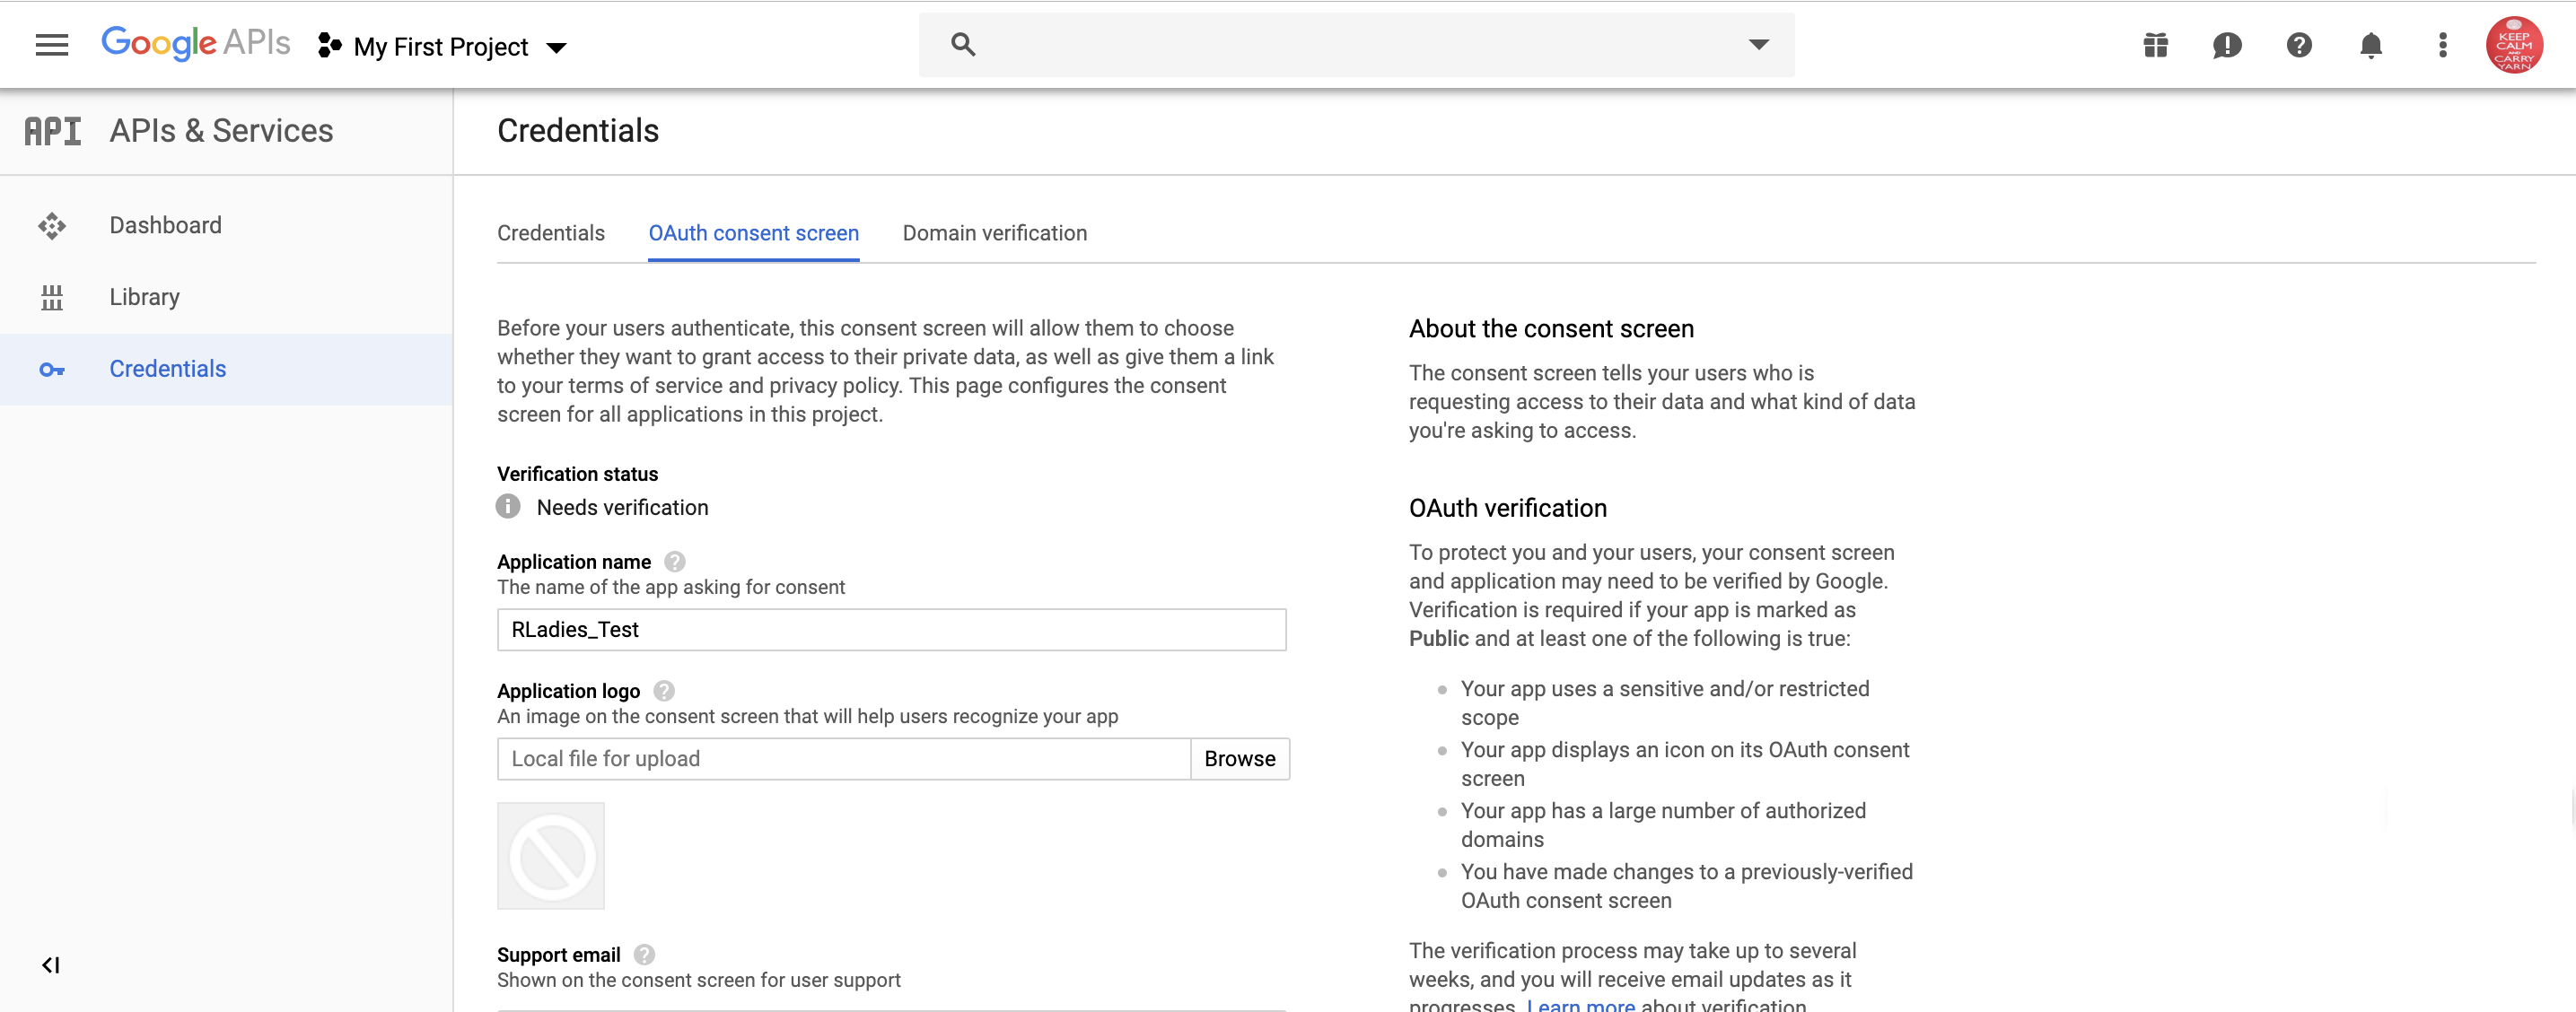 Google APIs
My First Project
KEEP
CALM
AND
CARRY
YARN
API APIs & Services
Credentials
Dashboard
Library
Credentials
Credentials
OAuth consent screen
Domain verification
Before your users authenticate, this consent screen will allow them to choose
whether they want to grant access to their private data, as well as give them a link
to your terms of service and privacy policy. This page configures the consent
screen for all applications in this project.
Verification status
Needs verification
Application name
The name of the app asking for consent
RLadies_Test
Application logo
An image on the consent screen that will help users recognize your app
Local file for upload
Browse
Support email
Shown on the consent screen for user support
About the consent screen
The consent screen tells your users who is
requesting access to their data and what kind of data
you're asking to access.
OAuth verification
To protect you and your users, your consent screen
and application may need to be verified by Google.
Verification is required if your app is marked as
Public and at least one of the following is true:
Your app uses a sensitive and/or restricted
scope
Your app displays an icon on its OAuth consent
screen
Your app has a large number of authorized
domains
You have made changes to a previously-verified
OAuth consent screen
The verification process may take up to several
weeks, and you will receive email updates as it
progresses. Learn more about verification.